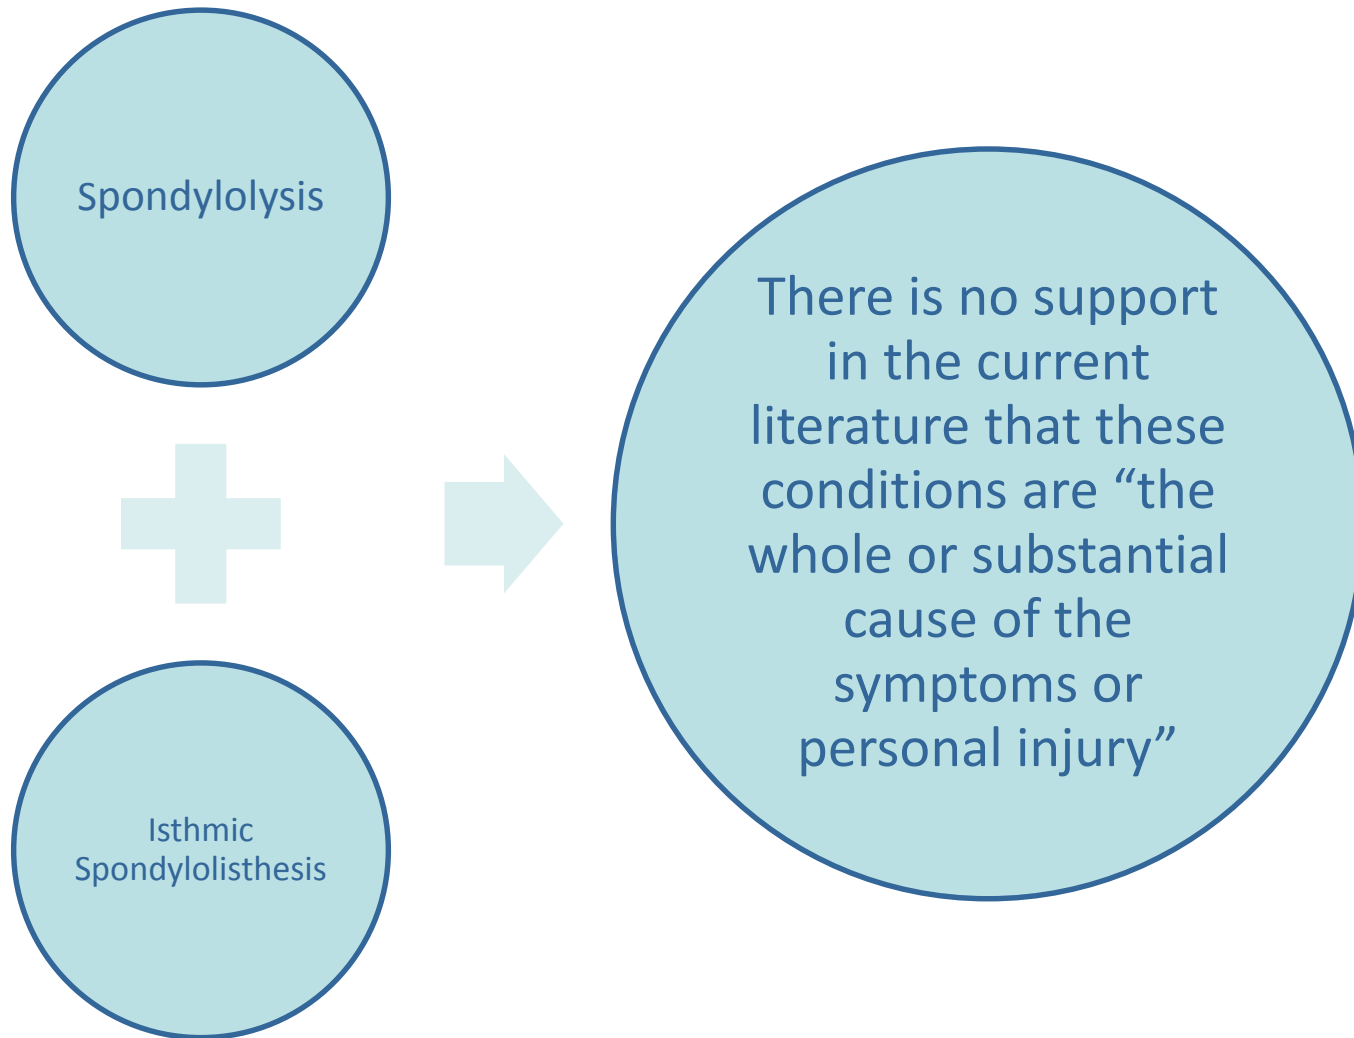 Spondylolysis
Isthmic
Spondylolisthesis
There is no support
in the current
literature that these
conditions are “the
whole or substantial
cause of the
symptoms or
personal injury”